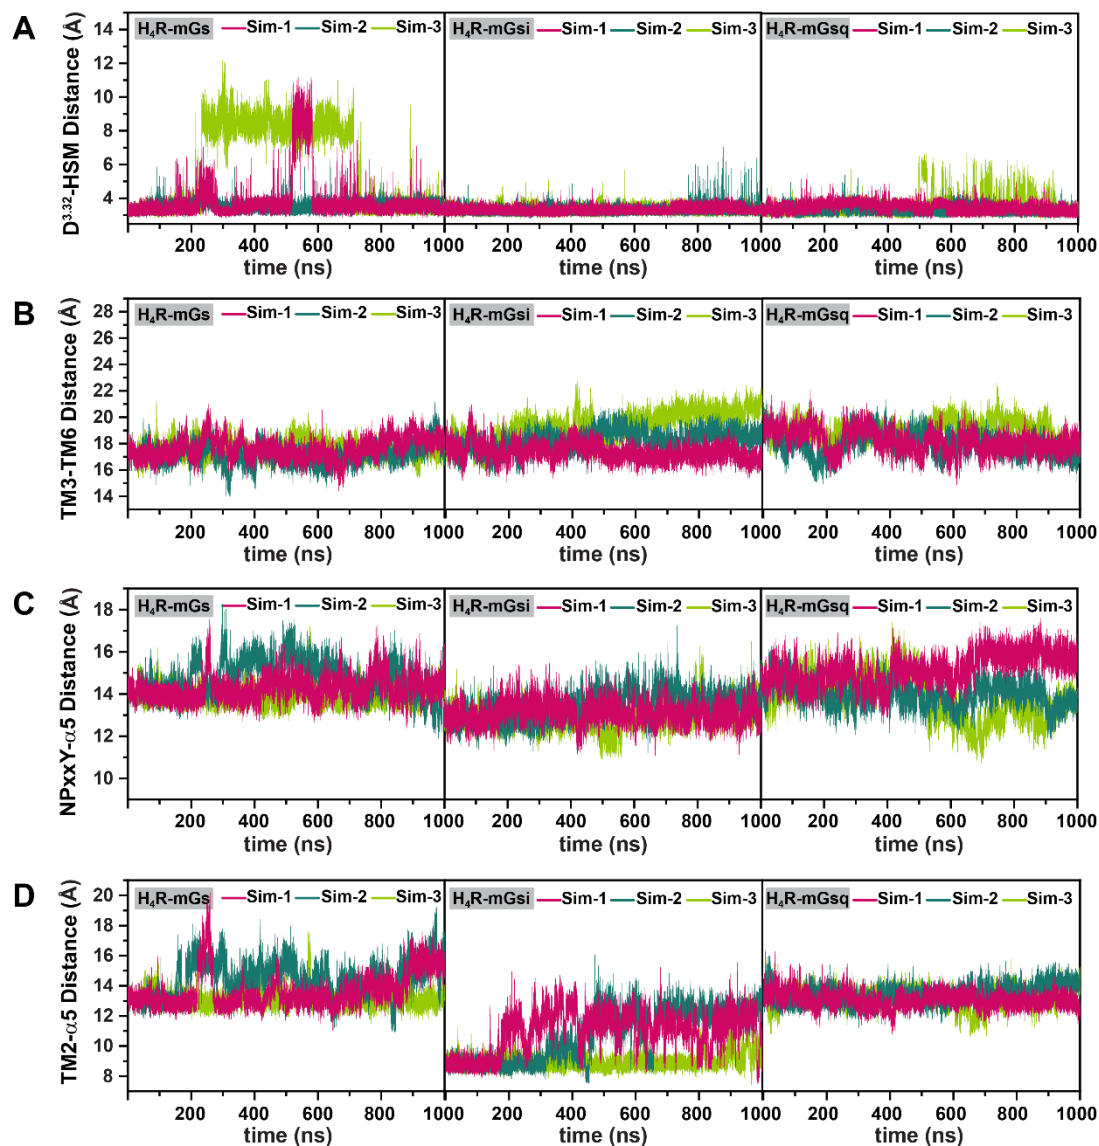 A
D³·³²-HSM Distance (Å)
14
12
10
8
6
4
H₄R-mGs Sim-1 Sim-2 Sim-3
H₄R-mGsi Sim-1 Sim-2 Sim-3
H₄R-mGsq Sim-1 Sim-2 Sim-3
200 400 600 800 1000 200 400 600 800 1000 200 400 600 800 1000
time (ns) time (ns) time (ns)
B
TM3-TM6 Distance (Å)
28
26
24
22
20
18
16
14
H₄R-mGs Sim-1 Sim-2 Sim-3
H₄R-mGsi Sim-1 Sim-2 Sim-3
H₄R-mGsq Sim-1 Sim-2 Sim-3
200 400 600 800 1000 200 400 600 800 1000 200 400 600 800 1000
time (ns) time (ns) time (ns)
C
NPxxY-α5 Distance (Å)
18
16
14
12
10
H₄R-mGs Sim-1 Sim-2 Sim-3
H₄R-mGsi Sim-1 Sim-2 Sim-3
H₄R-mGsq Sim-1 Sim-2 Sim-3
200 400 600 800 1000 200 400 600 800 1000 200 400 600 800 1000
time (ns) time (ns) time (ns)
D
TM2-α5 Distance (Å)
20
18
16
14
12
10
8
H₄R-mGs Sim-1 Sim-2 Sim-3
H₄R-mGsi Sim-1 Sim-2 Sim-3
H₄R-mGsq Sim-1 Sim-2 Sim-3
200 400 600 800 1000 200 400 600 800 1000 200 400 600 800 1000
time (ns) time (ns) time (ns)